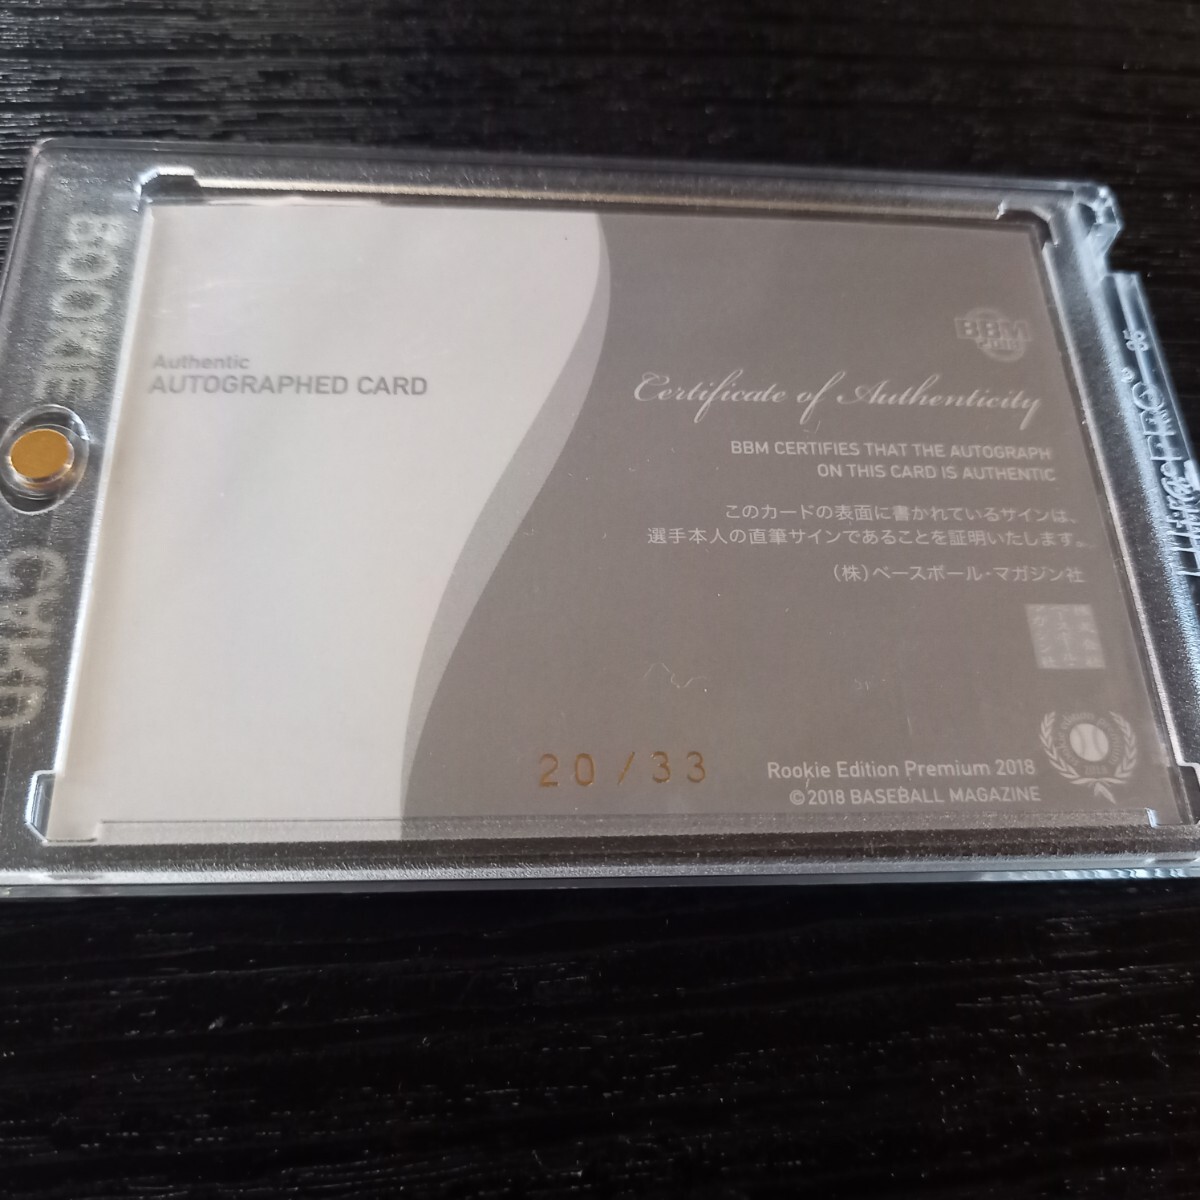 ROOKIE
CARD
Authentic
AUTOGRAPHED CARD
BBM
2018
Certificate of Authenticity
BBM CERTIFIES THAT THE AUTOGRAPH
ON THIS CARD IS AUTHENTIC
このカードの表面に書かれているサインは、
選手本人の直筆サインであることを証明いたします。
（株）ベースボール・マガジン社
20/33
Rookie Edition Premium 2018
©2018 BASEBALL MAGAZINE